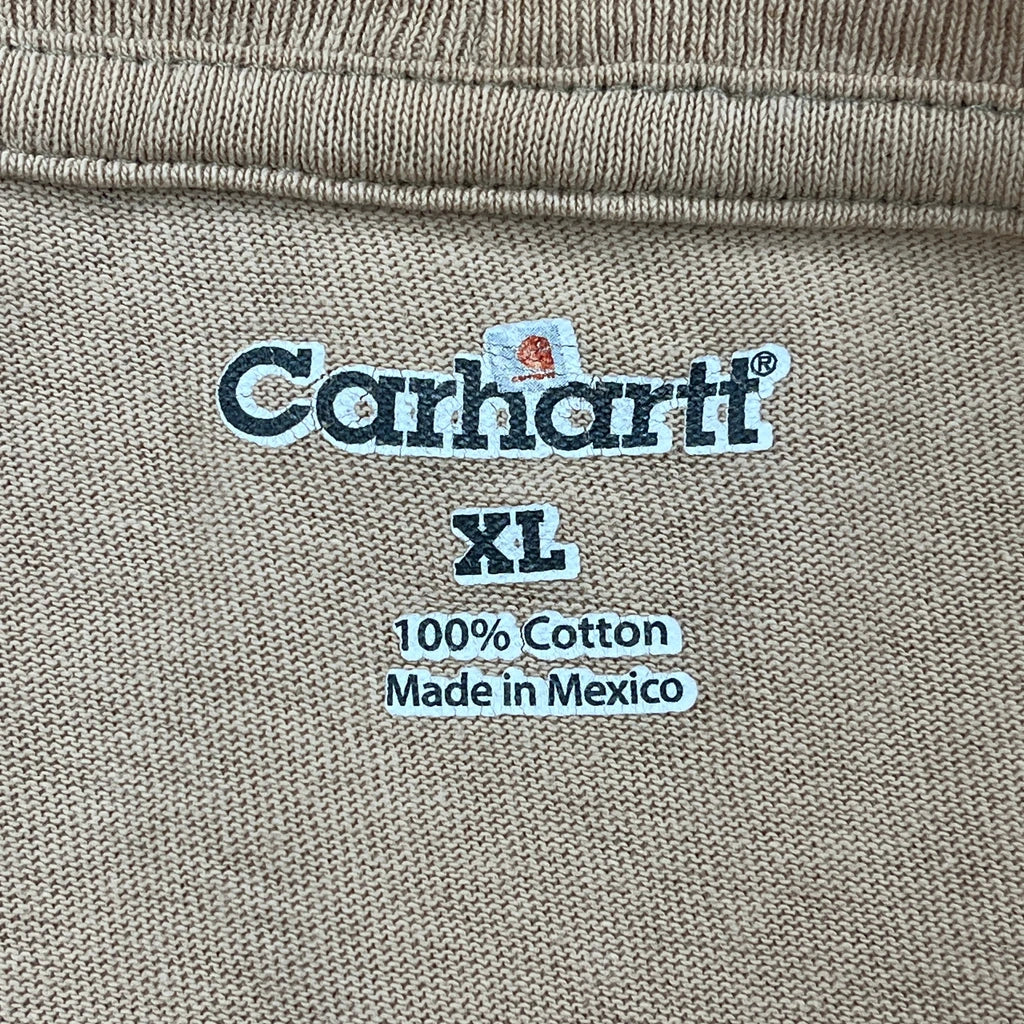 Carhartt®
XL
100% Cotton
Made in Mexico